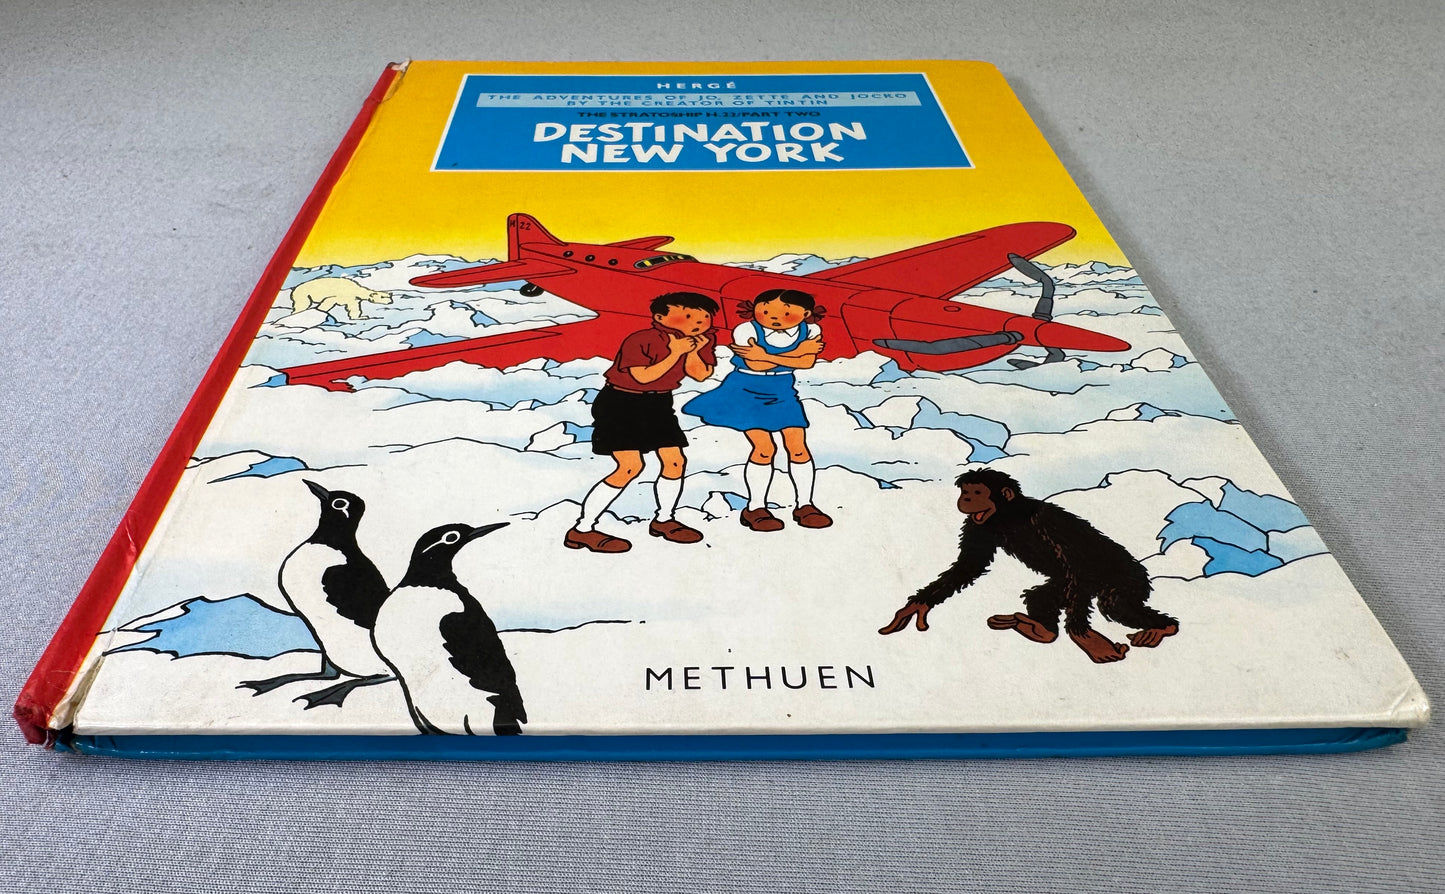 HERGÉ
THE ADVENTURES OF JO, ZETTE AND JOCKO
BY THE CREATOR OF TINTIN
THE STRATOSHIP H.22/PART TWO
DESTINATION
NEW YORK
H 22
METHUEN